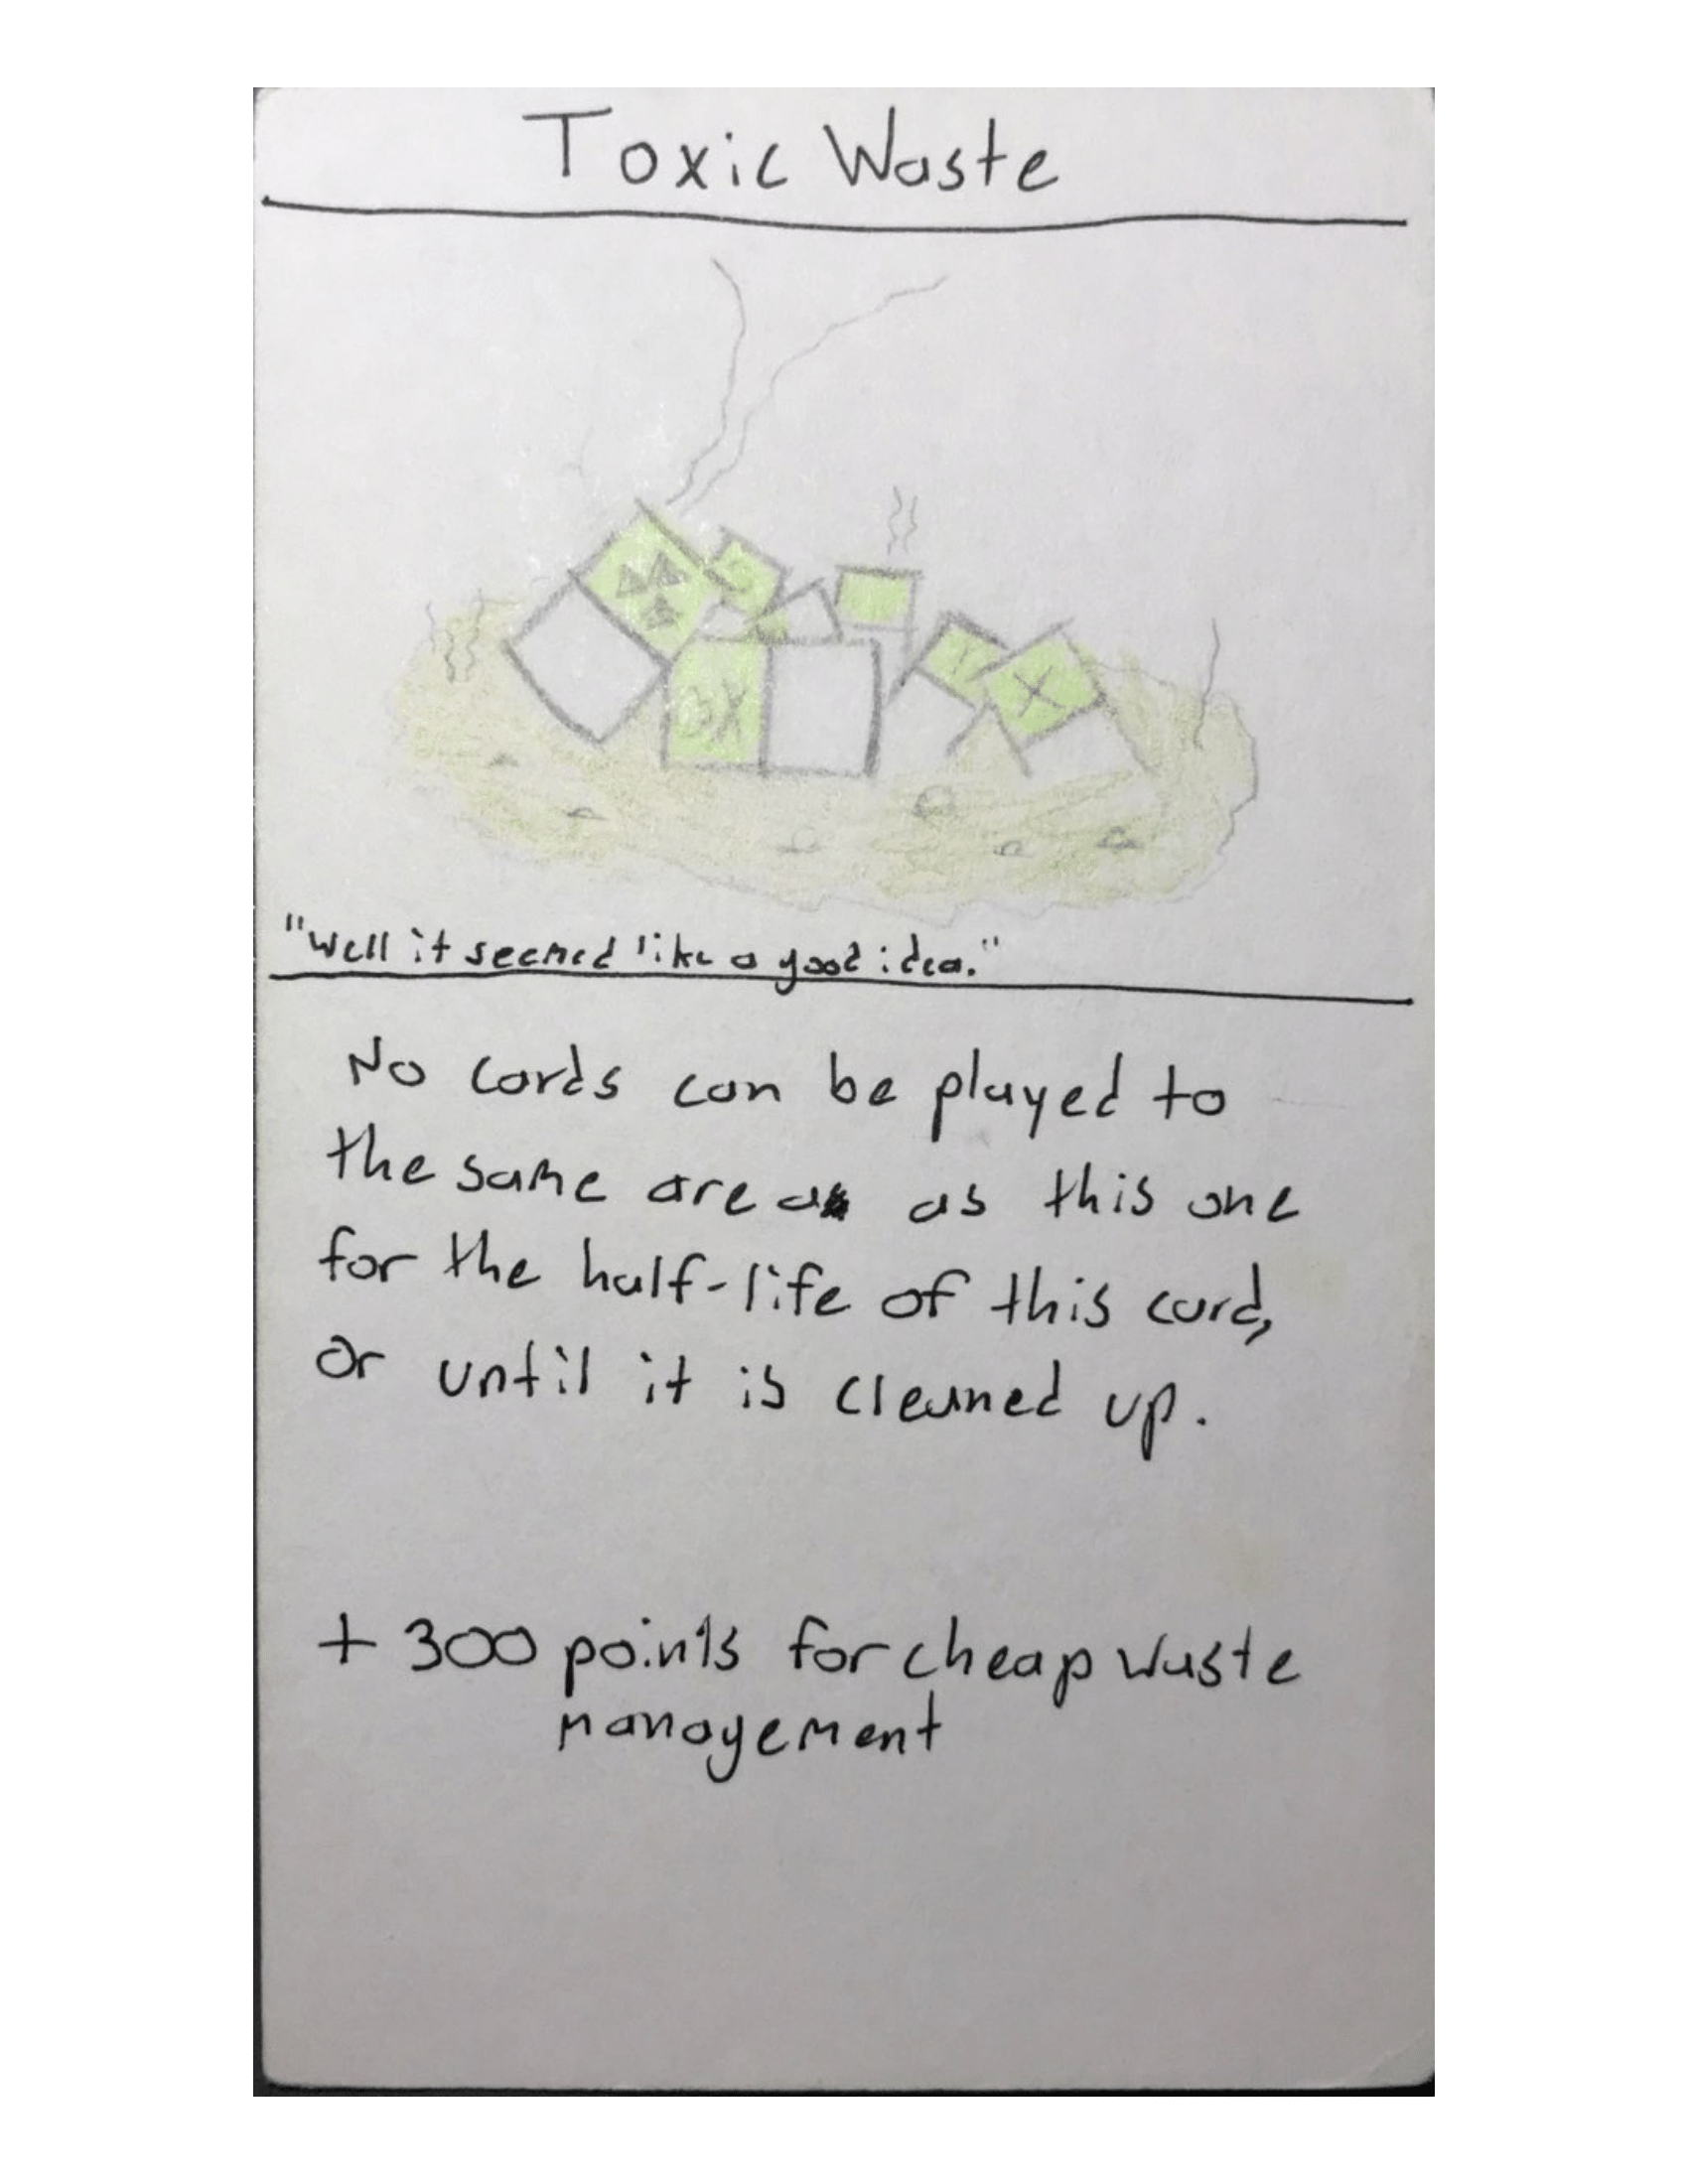 Toxic Waste
"Well it seemed like a good idea."
No cards can be played to
the same area as this one
for the half-life of this card,
or until it is cleaned up.
+ 300 points for cheap waste
management